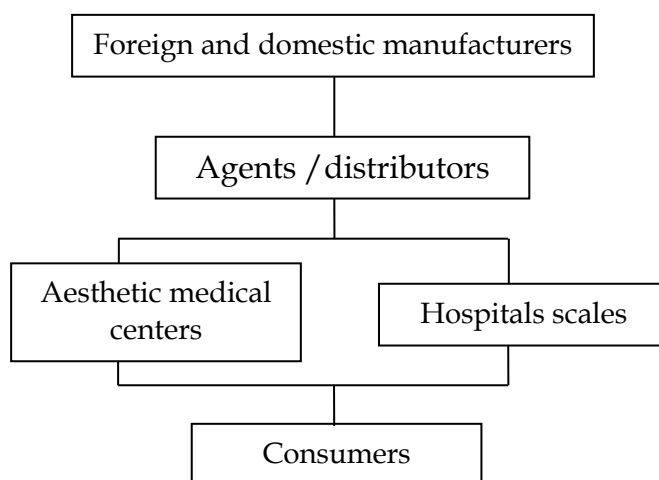 Foreign and domestic manufacturers
Agents /distributors
Aesthetic medical
centers
Hospitals scales
Consumers